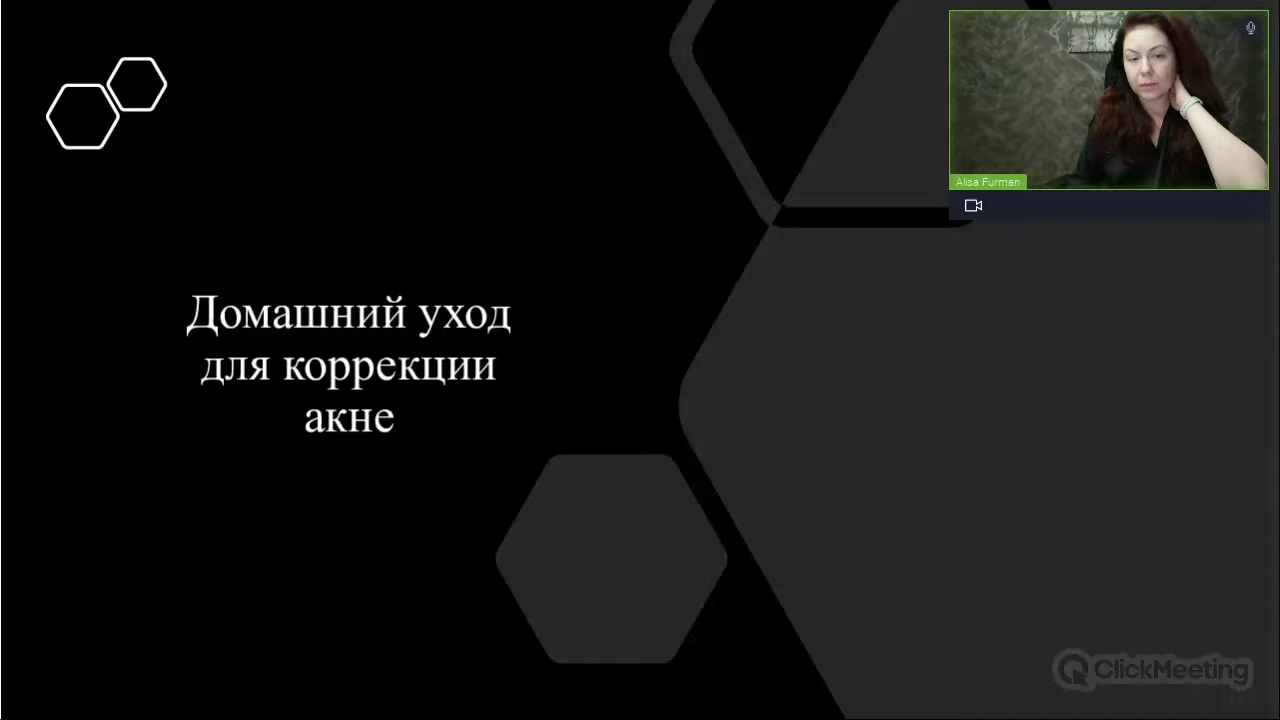 Alisa Furman
Домашний уход
для коррекции
акне
ClickMeeting